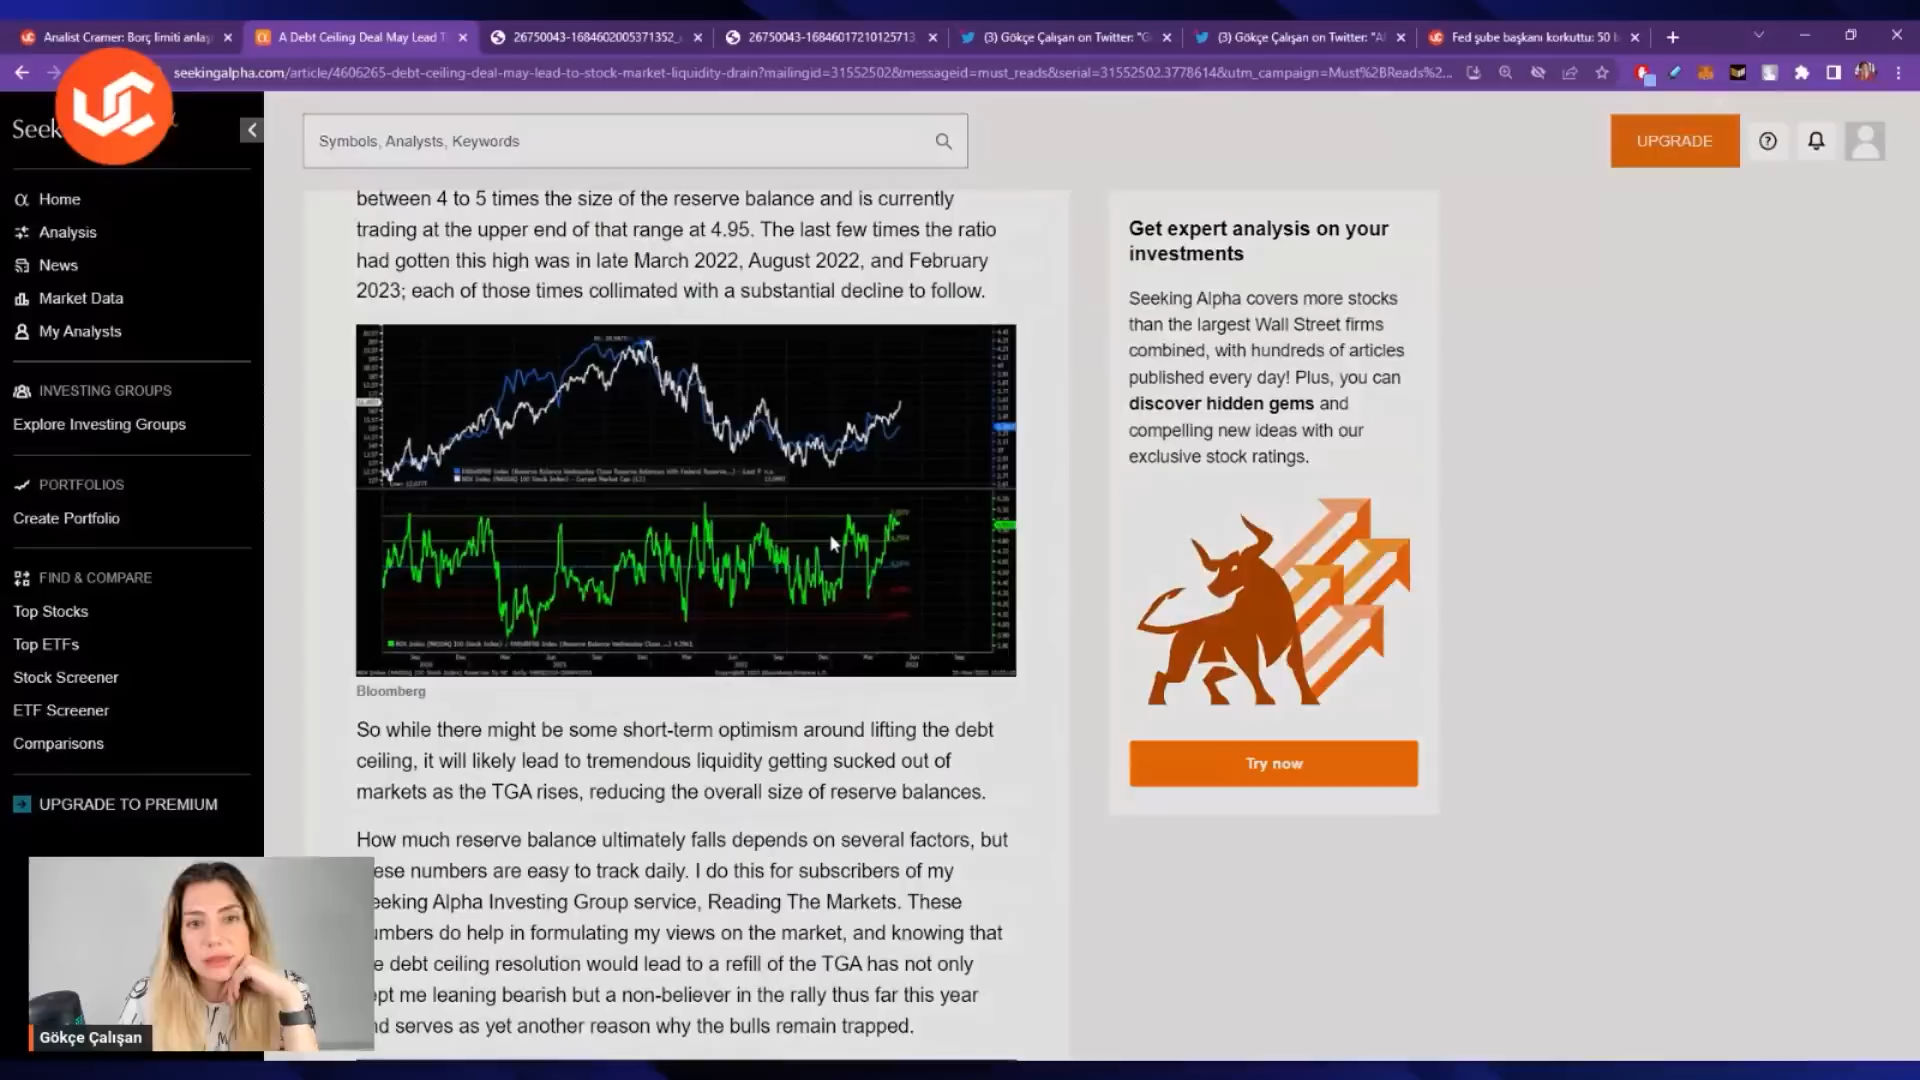 Analist Cramer: Borç limiti anlaş
A Debt Ceiling Deal May Lead T
26750043-1684602005371352_
26750043-16846017210125713
(3) Gökçe Çalışan on Twitter: "G
(3) Gökçe Çalışan on Twitter: "A
Fed şube başkanı korkuttu: 50 b
seekingalpha.com/article/4606265-debt-ceiling-deal-may-lead-to-stock-market-liquidity-drain?mailingid=31552502&messageid=must_reads&serial=31552502.3778614&utm_campaign=Must%2BReads%2...
Seek
Symbols, Analysts, Keywords
UPGRADE
Home
Analysis
News
Market Data
My Analysts
INVESTING GROUPS
Explore Investing Groups
PORTFOLIOS
Create Portfolio
FIND & COMPARE
Top Stocks
Top ETFs
Stock Screener
ETF Screener
Comparisons
UPGRADE TO PREMIUM
between 4 to 5 times the size of the reserve balance and is currently
trading at the upper end of that range at 4.95. The last few times the ratio
had gotten this high was in late March 2022, August 2022, and February
2023; each of those times collimated with a substantial decline to follow.
Bloomberg
So while there might be some short-term optimism around lifting the debt
ceiling, it will likely lead to tremendous liquidity getting sucked out of
markets as the TGA rises, reducing the overall size of reserve balances.
How much reserve balance ultimately falls depends on several factors, but
ese numbers are easy to track daily. I do this for subscribers of my
eeking Alpha Investing Group service, Reading The Markets. These
umbers do help in formulating my views on the market, and knowing that
e debt ceiling resolution would lead to a refill of the TGA has not only
ept me leaning bearish but a non-believer in the rally thus far this year
nd serves as yet another reason why the bulls remain trapped.
Get expert analysis on your
investments
Seeking Alpha covers more stocks
than the largest Wall Street firms
combined, with hundreds of articles
published every day! Plus, you can
discover hidden gems and
compelling new ideas with our
exclusive stock ratings.
Try now
Gökçe Çalışan